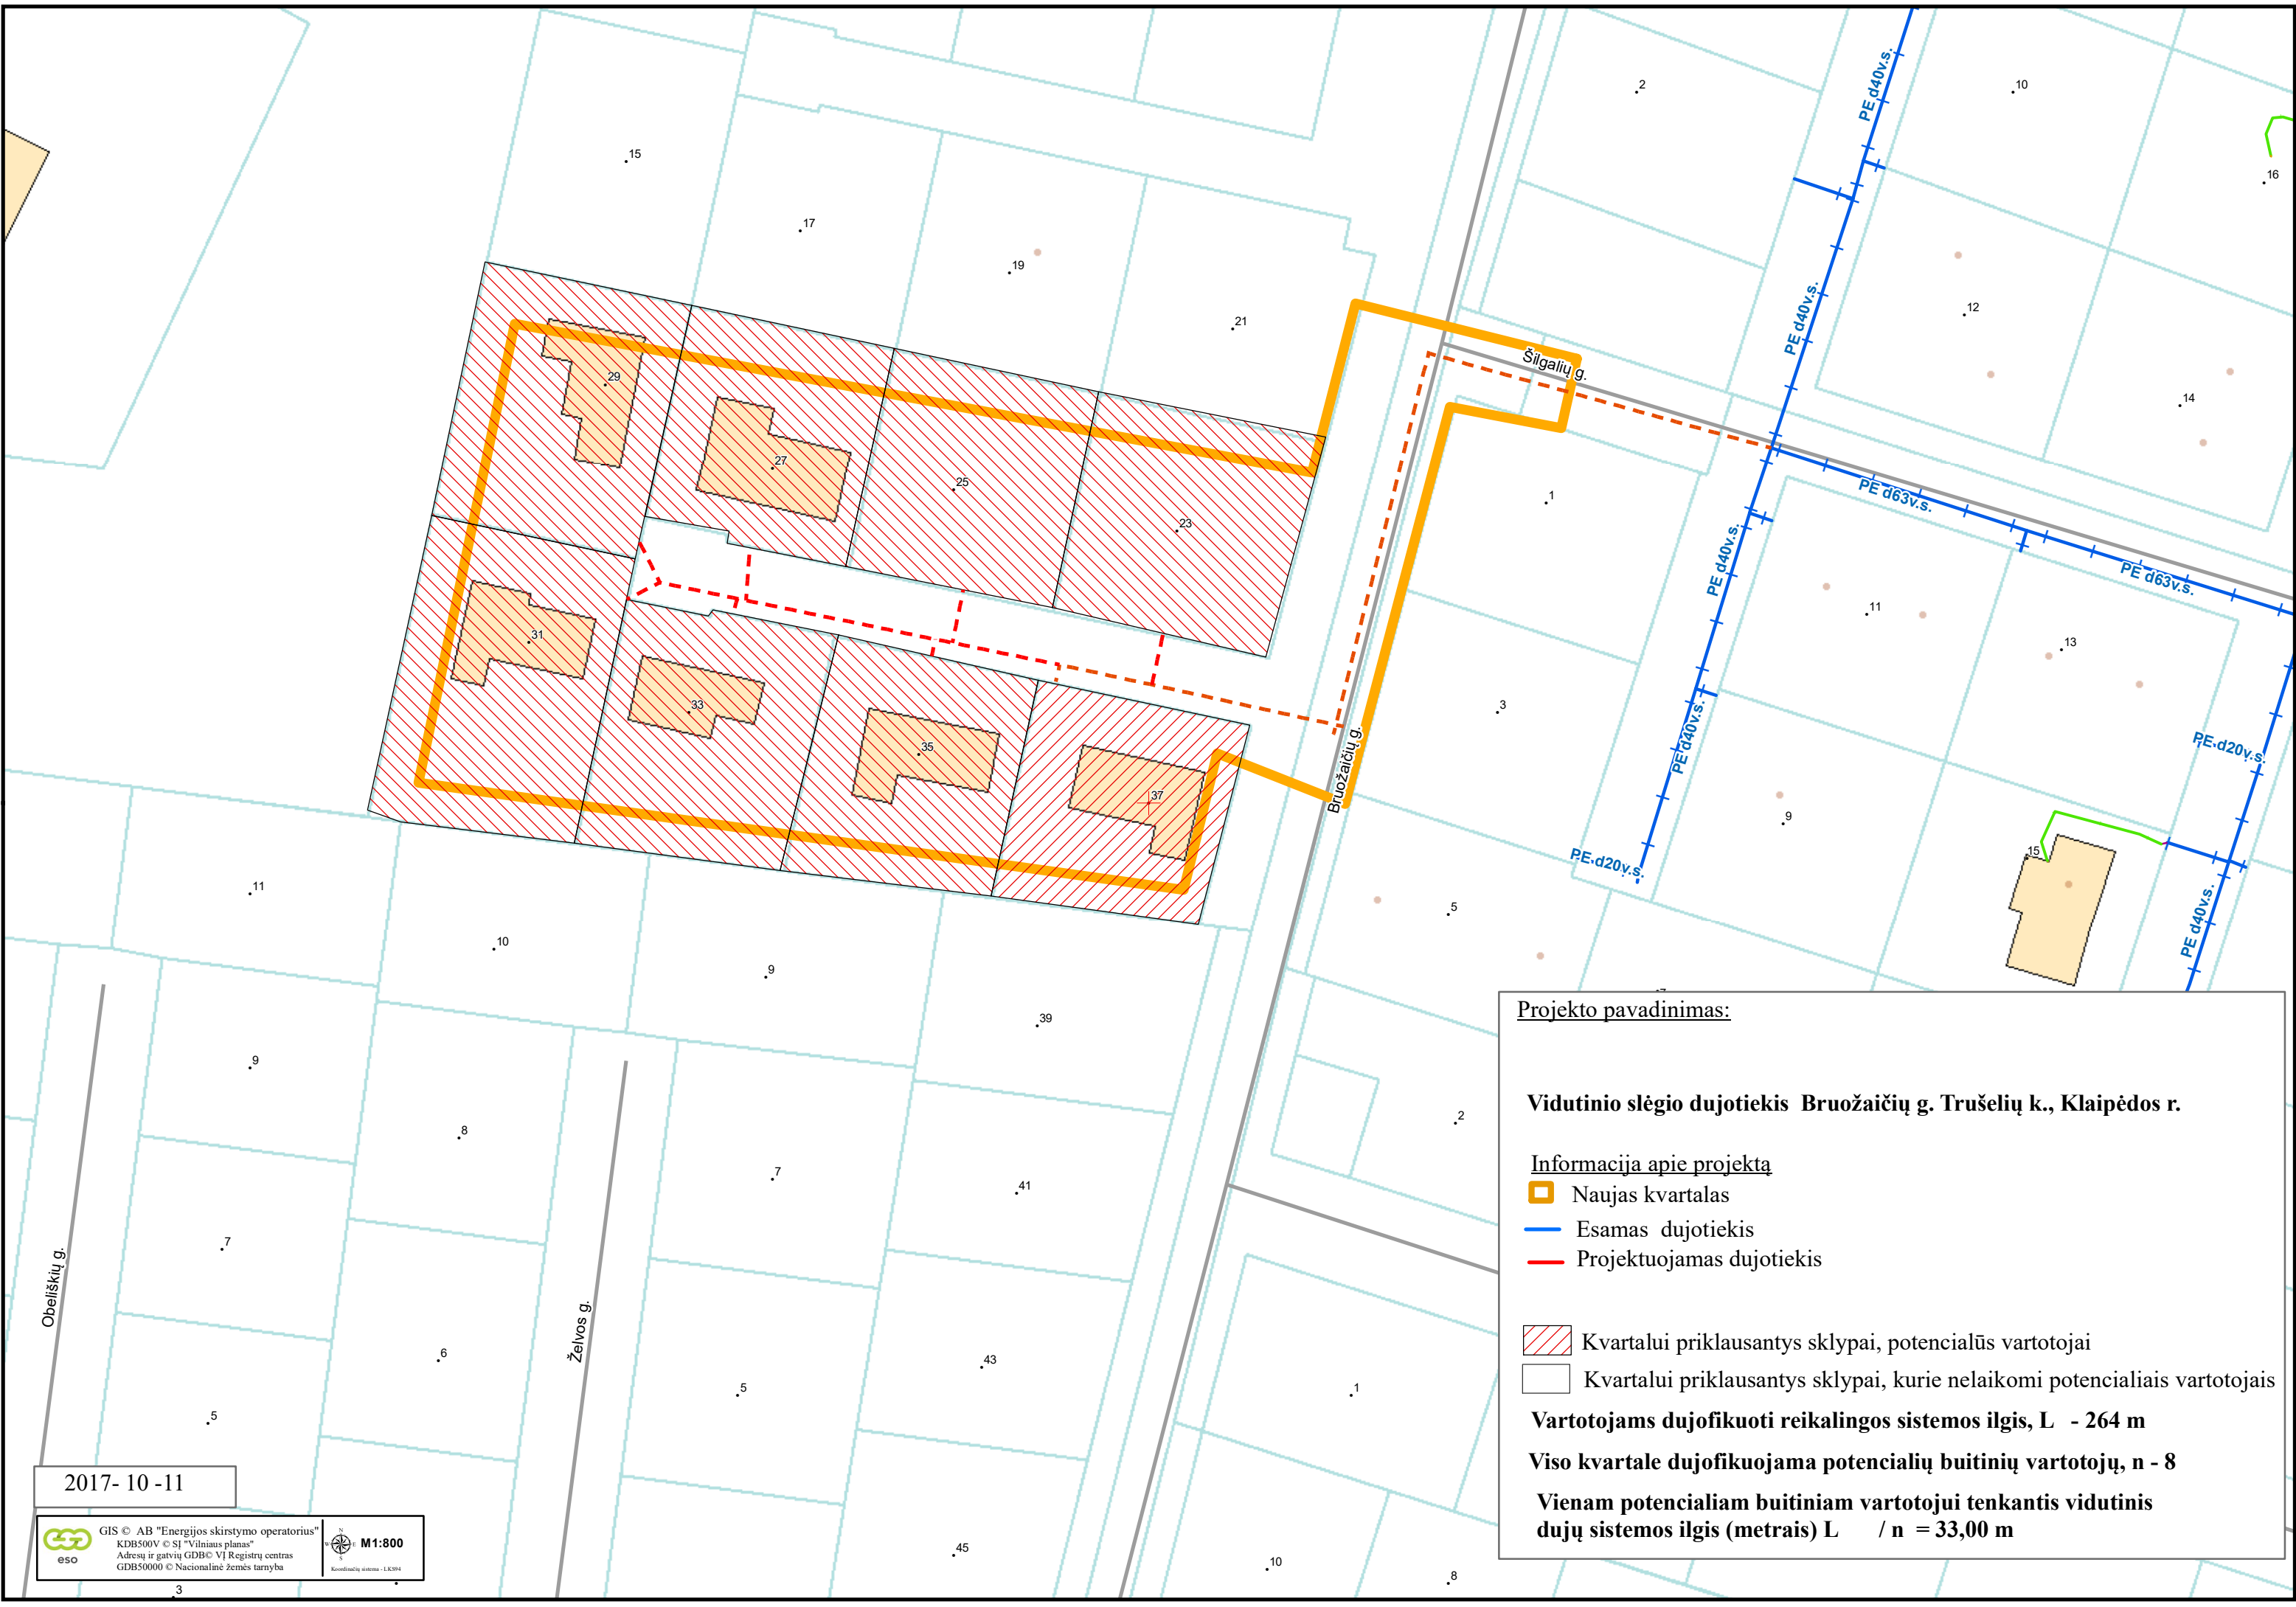 2
10
PE d40v.s.
16
15
17
19
21
12
PE d40v.s.
14
Šilgalių g.
29
27
25
23
1
PE d63v.s.
PE d63v.s.
PE d40v.s.
11
13
31
33
35
37
3
PE d40v.s.
PE d20v.s.
Bruožaičių g.
9
15
PE d20v.s.
PE d40v.s.
5
11
10
9
39
9
8
7
41
2
7
6
5
43
1
5
45
10
8
3
Obeliškių g.
Želvos g.
Projekto pavadinimas:
Vidutinio slėgio dujotiekis Bruožaičių g. Trušelių k., Klaipėdos r.
Informacija apie projektą
Naujas kvartalas
Esamas dujotiekis
Projektuojamas dujotiekis
Kvartalui priklausantys sklypai, potencialūs vartotojai
Kvartalui priklausantys sklypai, kurie nelaikomi potencialiais vartotojais
Vartotojams dujofikuoti reikalingos sistemos ilgis, L - 264 m
Viso kvartale dujofikuojama potencialių buitinių vartotojų, n - 8
Vienam potencialiam buitiniam vartotojui tenkantis vidutinis
dujų sistemos ilgis (metrais) L / n = 33,00 m
2017- 10 -11
eso
GIS © AB "Energijos skirstymo operatorius"
KDB500V © SĮ "Vilniaus planas"
Adresų ir gatvių GDB© VĮ Registrų centras
GDB50000 © Nacionalinė žemės tarnyba
N
E
S
M1:800
Koordinačių sistema - LKS94